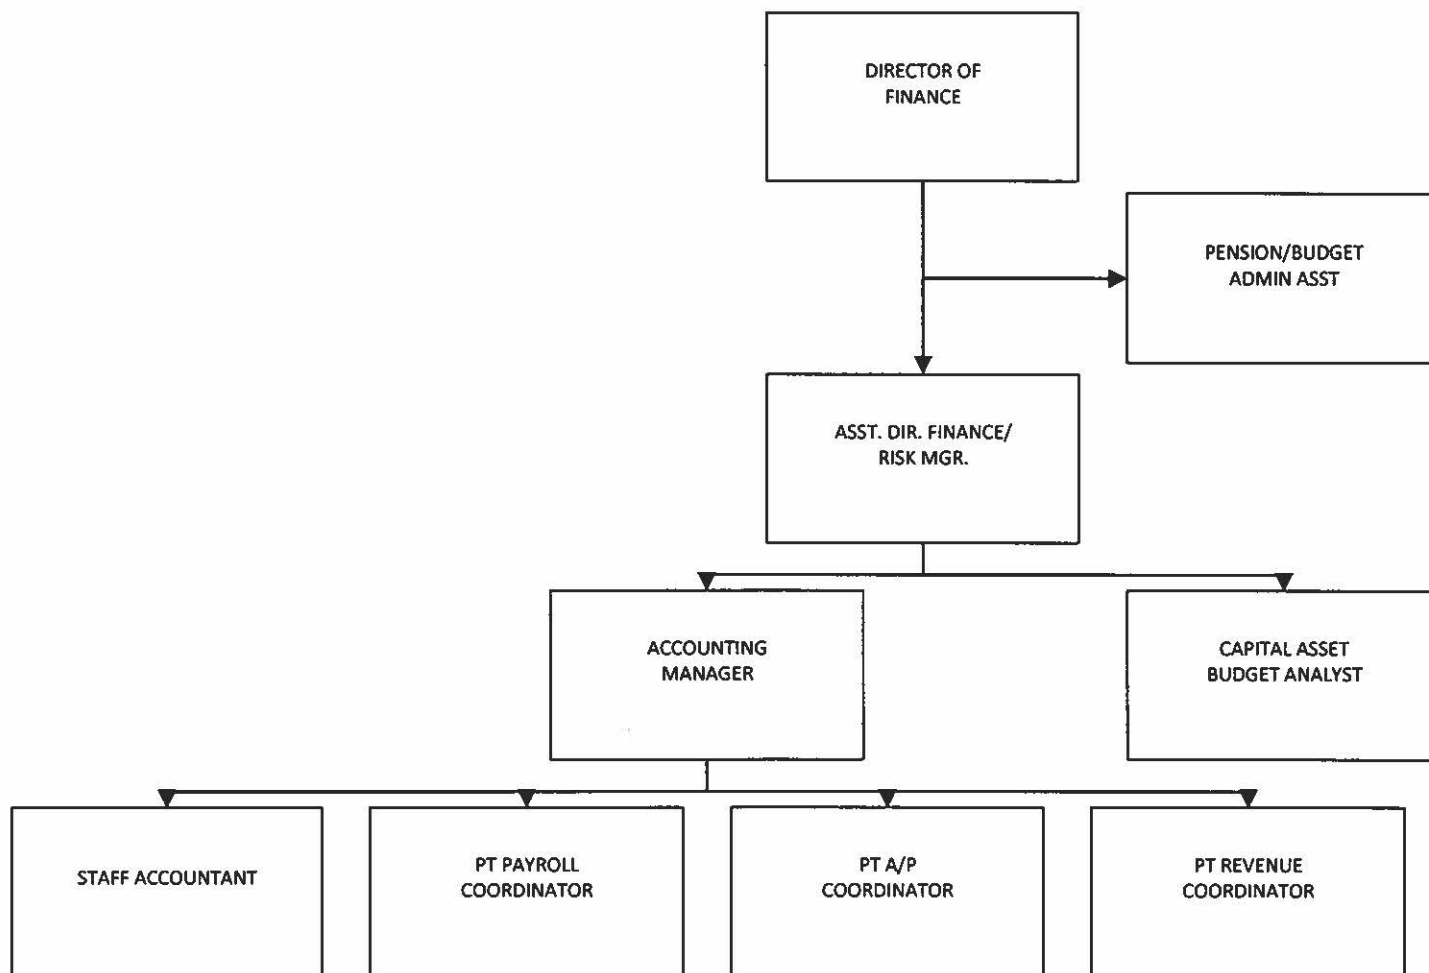 DIRECTOR OF
FINANCE
PENSION/BUDGET
ADMIN ASST
ASST. DIR. FINANCE/
RISK MGR.
ACCOUNTING
MANAGER
CAPITAL ASSET
BUDGET ANALYST
STAFF ACCOUNTANT
PT PAYROLL
COORDINATOR
PT A/P
COORDINATOR
PT REVENUE
COORDINATOR